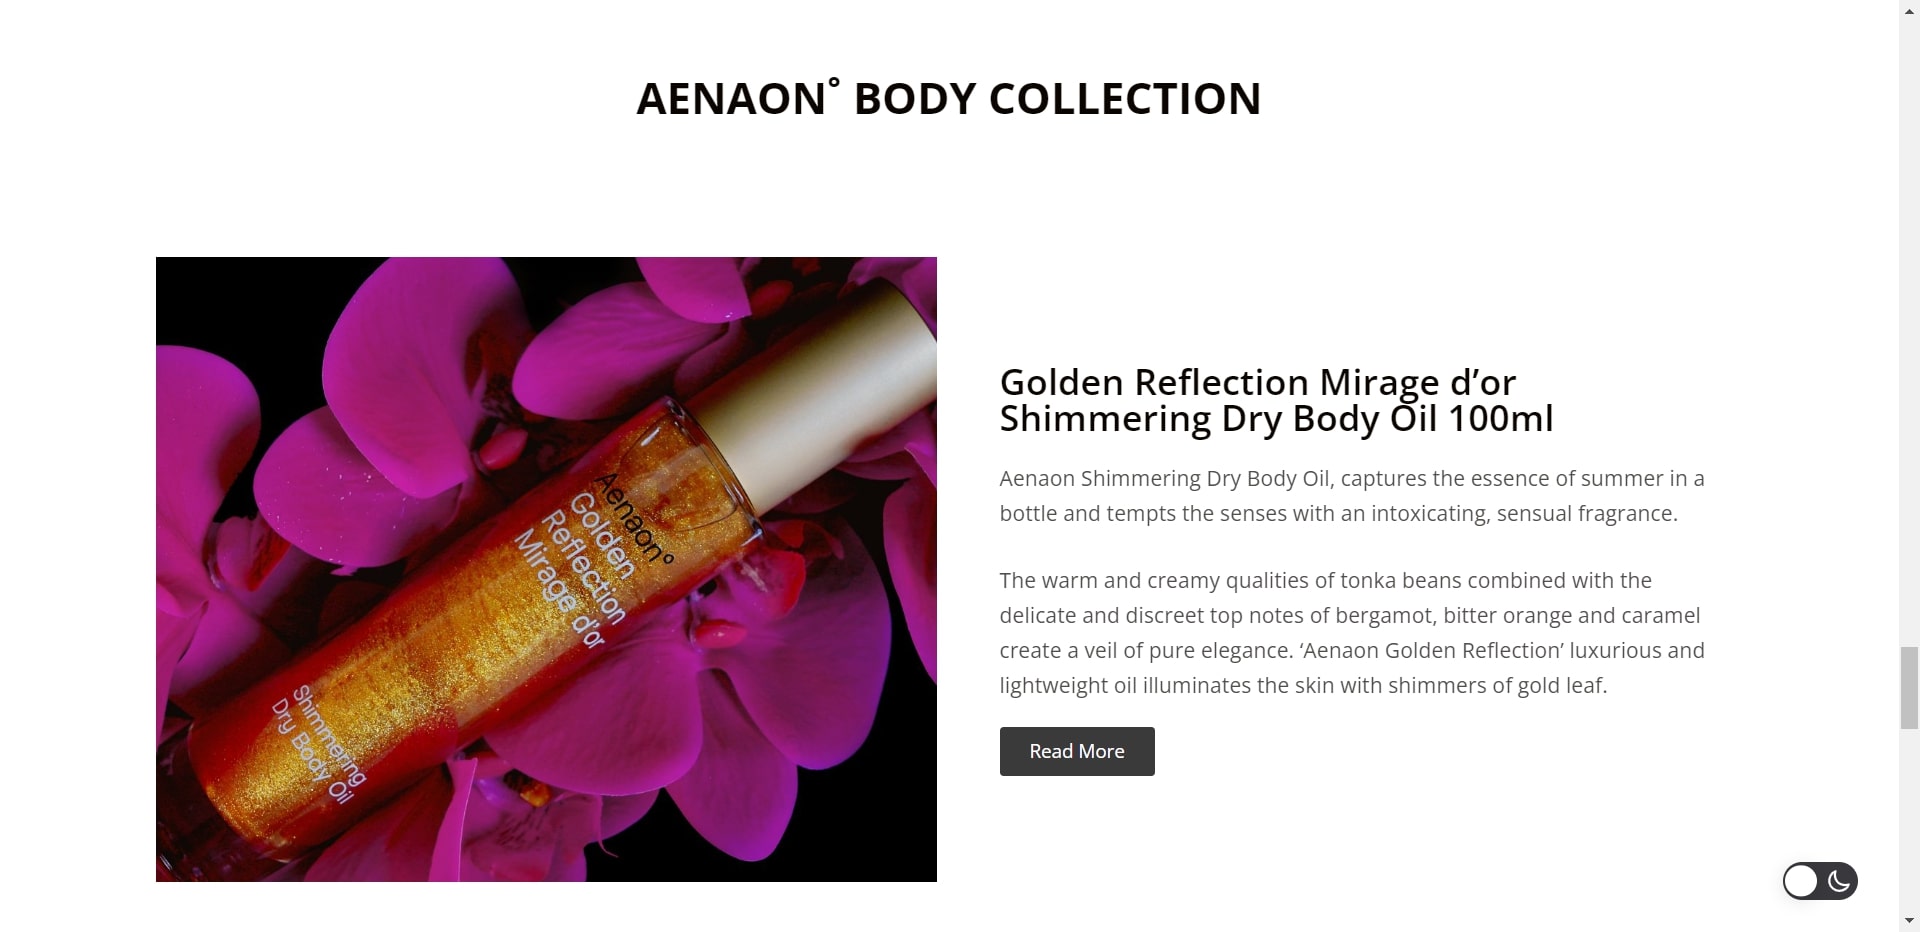 AENAON° BODY COLLECTION
Aenaon°
Golden
Reflection
Mirage d’or
Shimmering
Dry Body Oil
Golden Reflection Mirage d’or
Shimmering Dry Body Oil 100ml
Aenaon Shimmering Dry Body Oil, captures the essence of summer in a
bottle and tempts the senses with an intoxicating, sensual fragrance.
The warm and creamy qualities of tonka beans combined with the
delicate and discreet top notes of bergamot, bitter orange and caramel
create a veil of pure elegance. ‘Aenaon Golden Reflection’ luxurious and
lightweight oil illuminates the skin with shimmers of gold leaf.
Read More